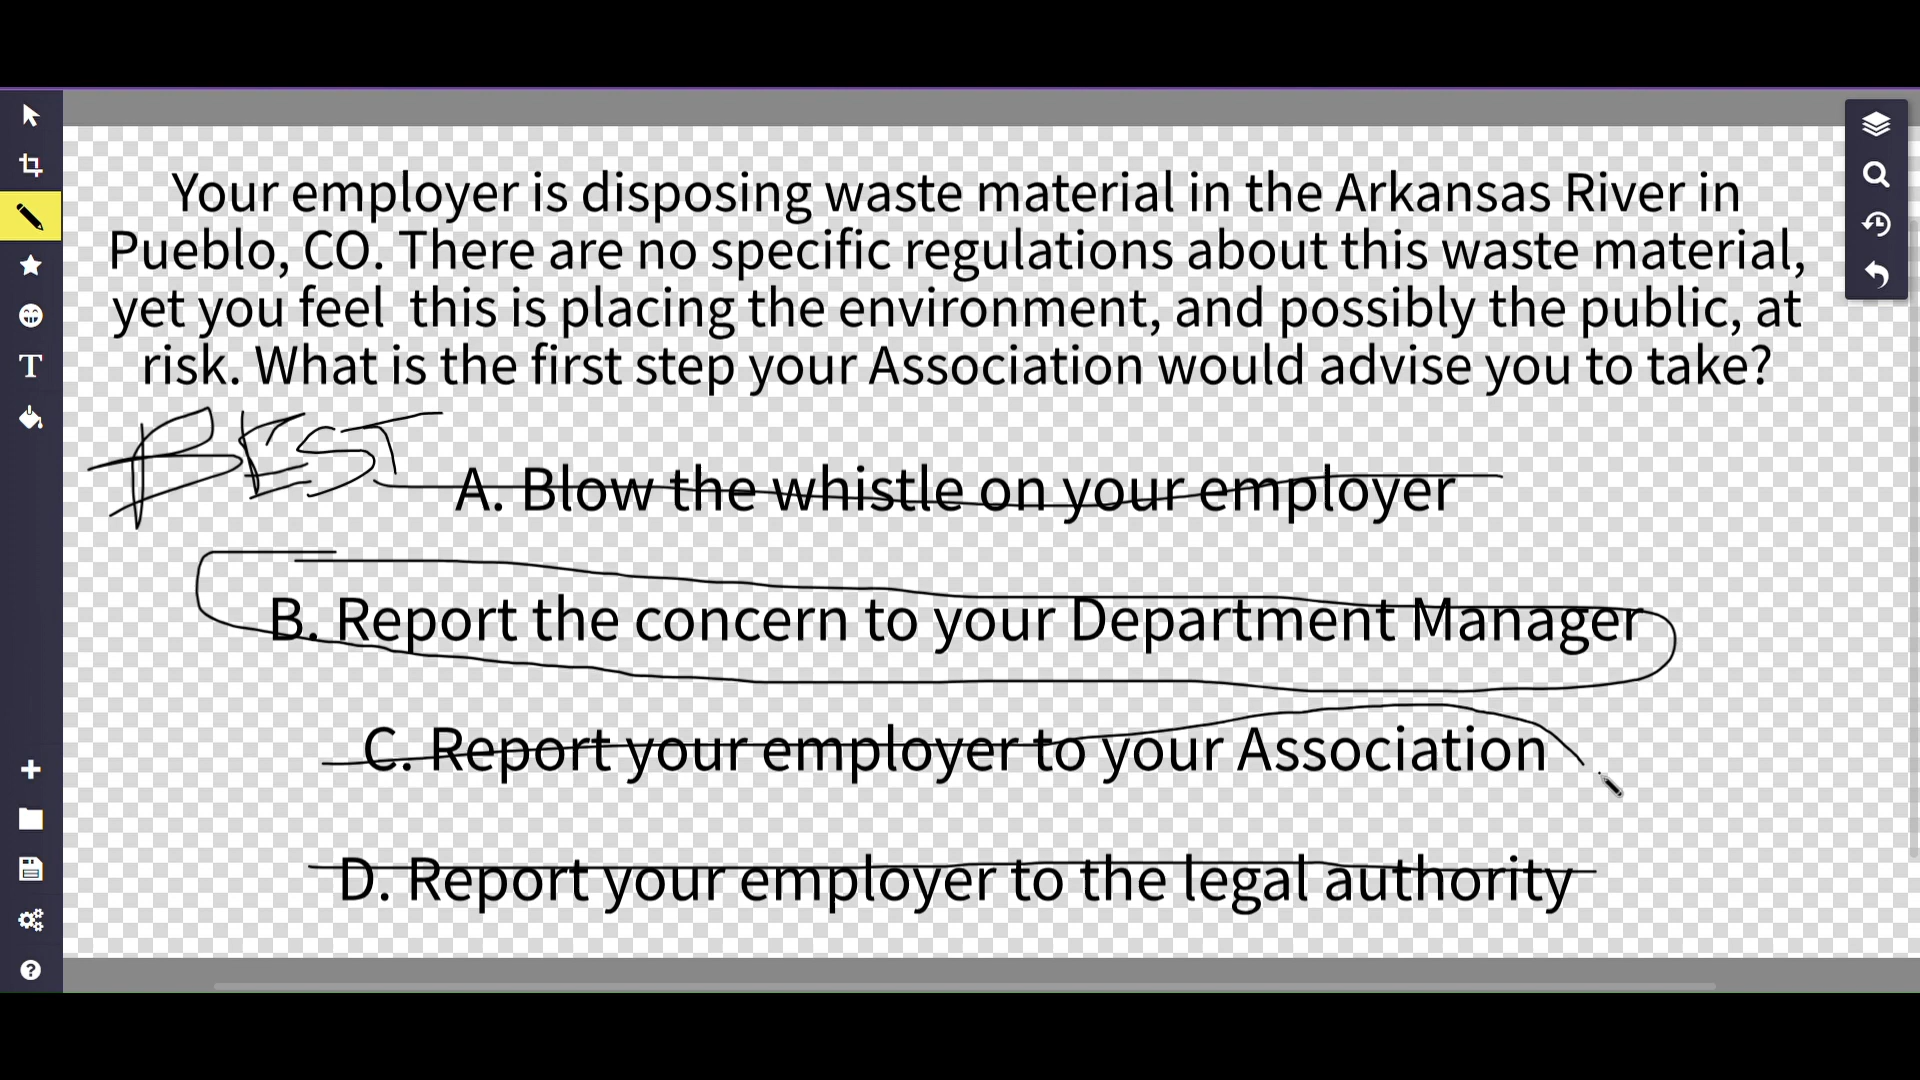 Your employer is disposing waste material in the Arkansas River in
Pueblo, CO. There are no specific regulations about this waste material,
yet you feel this is placing the environment, and possibly the public, at
risk. What is the first step your Association would advise you to take?
BEST
A. Blow the whistle on your employer
B. Report the concern to your Department Manager
C. Report your employer to your Association
D. Report your employer to the legal authority